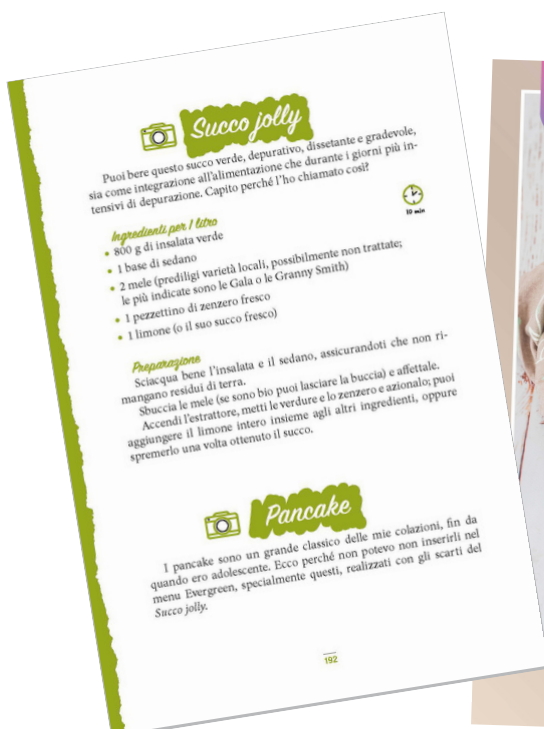 Succo jolly
Puoi bere questo succo verde, depurativo, dissetante e gradevole,
sia come integrazione all'alimentazione che durante i giorni più in-
tensivi di depurazione. Capito perché l'ho chiamato così?
10 min
Ingredienti per 1 litro
• 800 g di insalata verde
• 1 base di sedano
• 2 mele (prediligi varietà locali, possibilmente non trattate;
le più indicate sono le Gala o le Granny Smith)
• 1 pezzettino di zenzero fresco
• 1 limone (o il suo succo fresco)
Preparazione
Sciacqua bene l'insalata e il sedano, assicurandoti che non ri-
mangano residui di terra.
Sbuccia le mele (se sono bio puoi lasciare la buccia) e affettale.
Accendi l'estrattore, metti le verdure e lo zenzero e azionalo; puoi
aggiungere il limone intero insieme agli altri ingredienti, oppure
spremerlo una volta ottenuto il succo.
Pancake
I pancake sono un grande classico delle mie colazioni, fin da
quando ero adolescente. Ecco perché non potevo non inserirli nel
menu Evergreen, specialmente questi, realizzati con gli scarti del
Succo jolly.
192